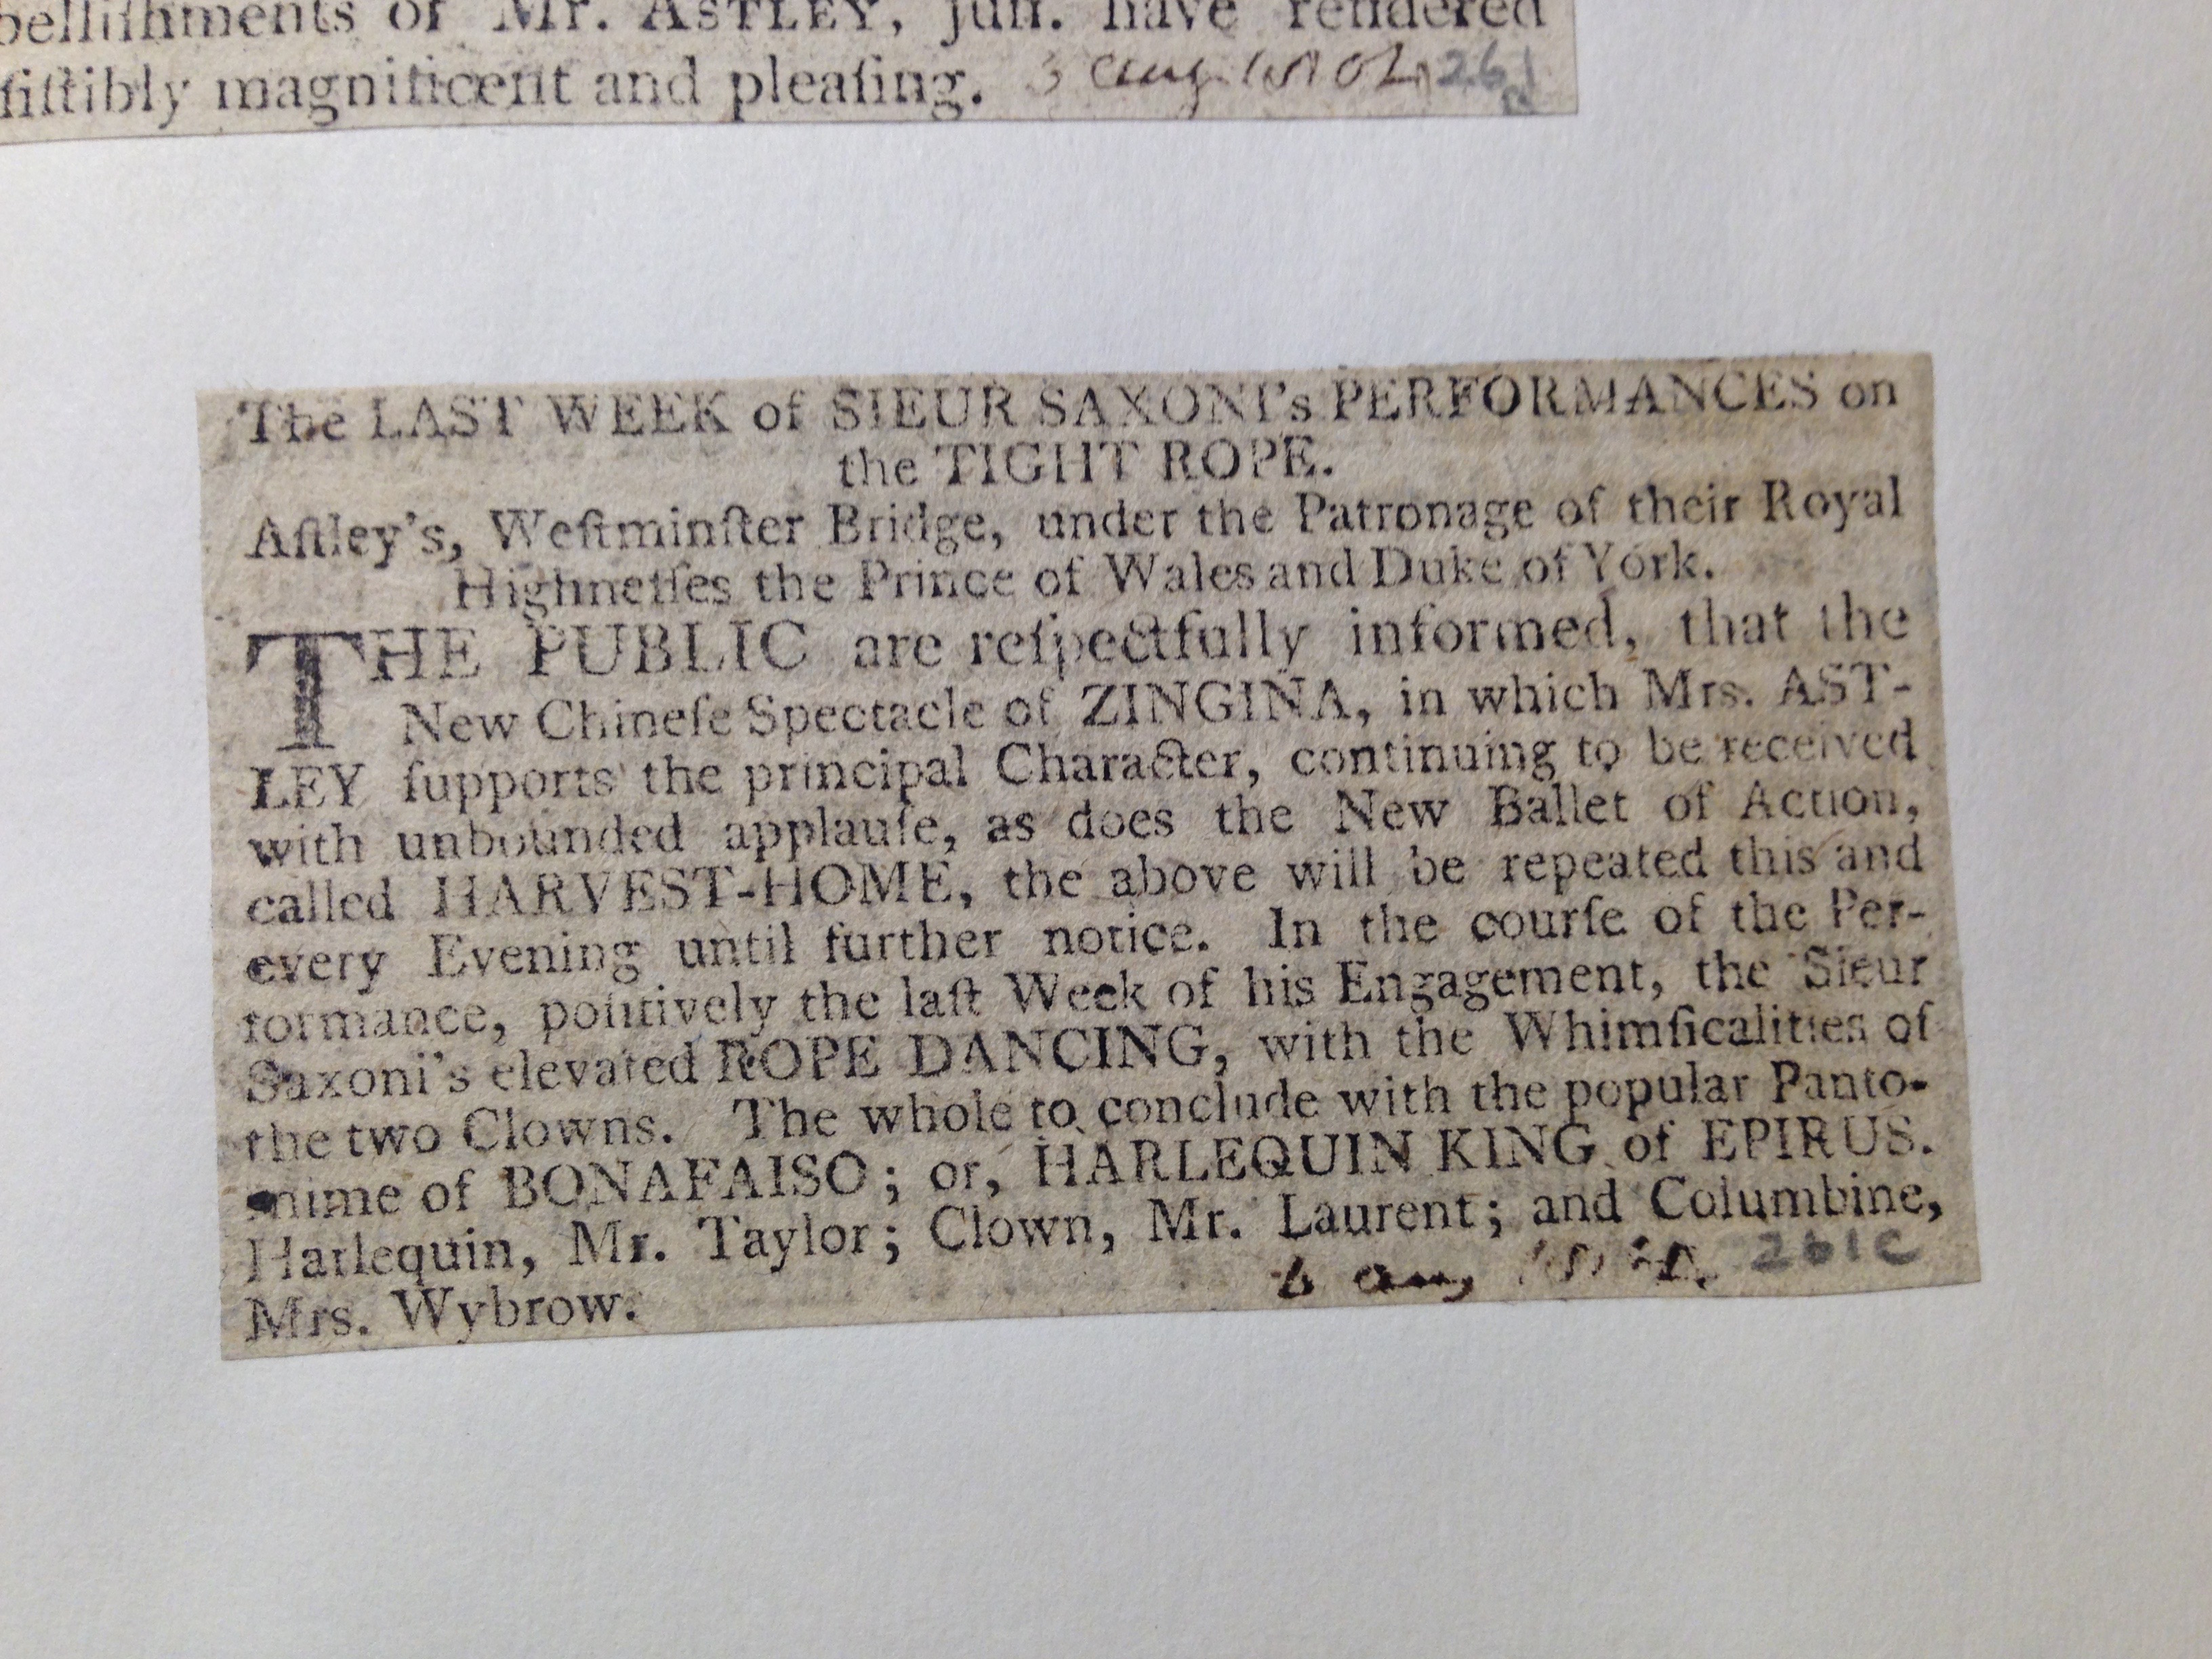 belliſhments of Mr. ASTLEY, jun. have rendered
ſiſtibly magnificent and pleaſing. 3 Aug. 261
The LAST WEEK of SIEUR SAXONI's PERFORMANCES on
the TIGHT ROPE.
Aſtley's, Weſtminſter Bridge, under the Patronage of their Royal
Highneſſes the Prince of Wales and Duke of York.
THE PUBLIC are reſpectfully informed, that the
New Chineſe Spectacle of ZINGINA, in which Mrs. AST-
LEY ſupports the principal Character, continuing to be received
with unbounded applauſe, as does the New Ballet of Action,
called HARVEST-HOME, the above will be repeated this and
every Evening until further notice. In the courſe of the Per-
formance, poſitively the laſt Week of his Engagement, the Sieur
Saxoni's elevated ROPE DANCING, with the Whimſicalities of
the two Clowns. The whole to conclude with the popular Panto-
mime of BONAFAISO; or, HARLEQUIN KING of EPIRUS.
Harlequin, Mr. Taylor; Clown, Mr. Laurent; and Columbine,
Mrs. Wybrow. 261C